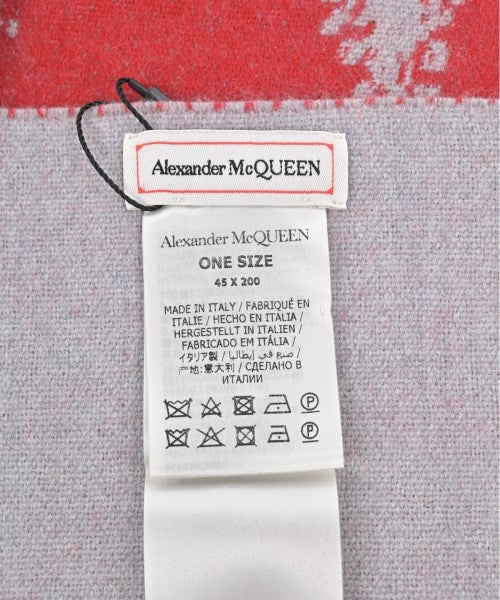 Alexander McQUEEN
Alexander McQUEEN
ONE SIZE
45 X 200
MADE IN ITALY / FABRIQUÉ EN
ITALIE / HECHO EN ITALIA /
HERGESTELLT IN ITALIEN /
FABRICADO EM ITÁLIA /
イタリア製 / صنع في إيطاليا /
产地:意大利 / СДЕЛАНО В
ИТАЛИИ
P
P